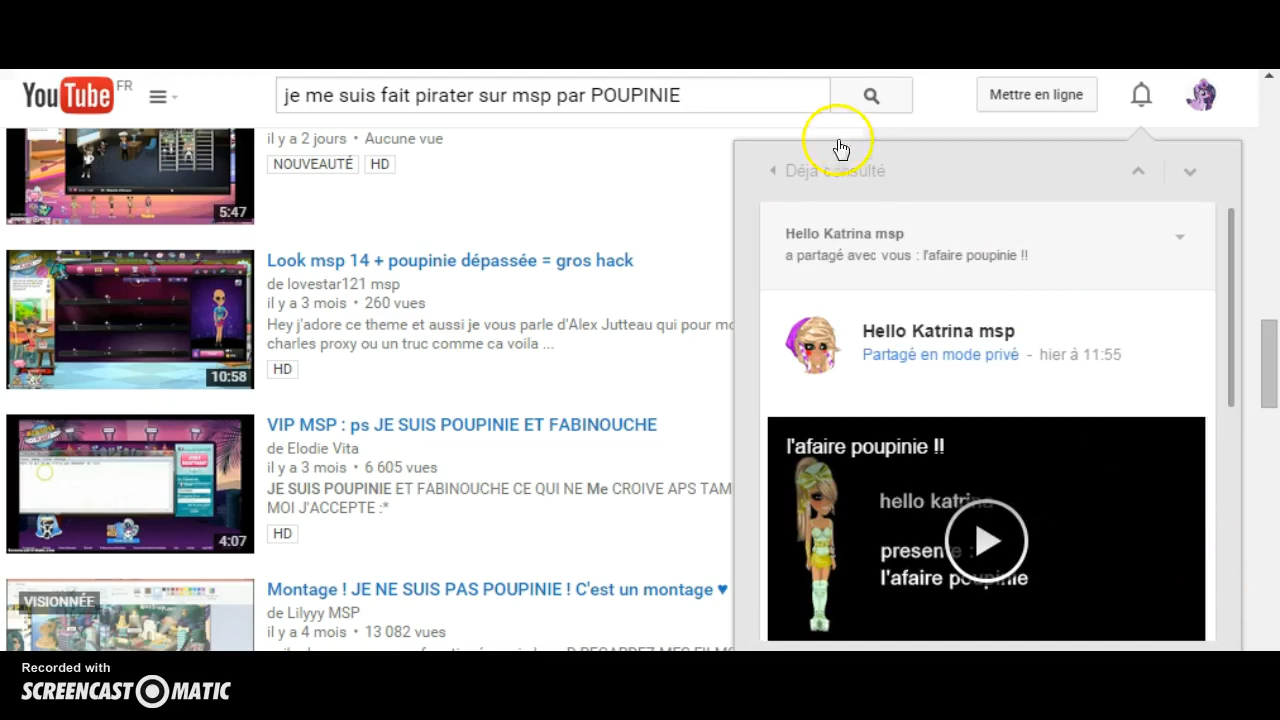 YouTube FR
je me suis fait pirater sur msp par POUPINIE
Mettre en ligne
il y a 2 jours • Aucune vue
NOUVEAUTÉ HD
5:47
Look msp 14 + poupinie dépassée = gros hack
de lovestar121 msp
il y a 3 mois • 260 vues
Hey j'adore ce theme et aussi je vous parle d'Alex Jutteau qui pour mo
charles proxy ou un truc comme ca voila ...
HD
10:58
VIP MSP : ps JE SUIS POUPINIE ET FABINOUCHE
de Elodie Vita
il y a 3 mois • 6 605 vues
JE SUIS POUPINIE ET FABINOUCHE CE QUI NE Me CROIVE APS TAM
MOI J'ACCEPTE :*
HD
4:07
VISIONNÉE
Montage ! JE NE SUIS PAS POUPINIE ! C'est un montage ♥
de Lilyyy MSP
il y a 4 mois • 13 082 vues
Déjà consulté
Hello Katrina msp
a partagé avec vous : l'afaire poupinie !!
Hello Katrina msp
Partagé en mode privé - hier à 11:55
l'afaire poupinie !!
hello katrina
presente :
l'afaire poupinie
Recorded with
SCREENCAST MATIC